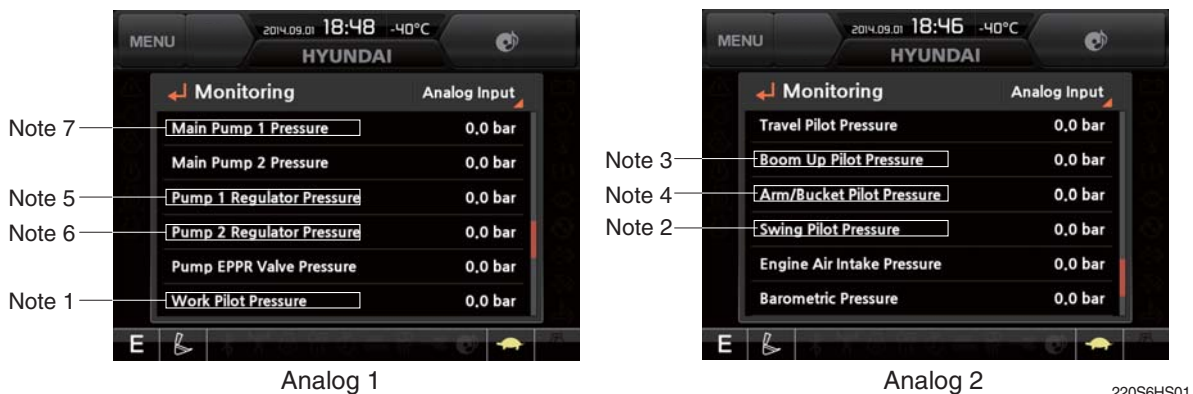 MENU
2014.09.01 18:48 -40°C
HYUNDAI
Monitoring Analog Input
Note 7 Main Pump 1 Pressure 0.0 bar
Main Pump 2 Pressure 0.0 bar
Note 5 Pump 1 Regulator Pressure 0.0 bar
Note 6 Pump 2 Regulator Pressure 0.0 bar
Pump EPPR Valve Pressure 0.0 bar
Note 1 Work Pilot Pressure 0.0 bar
E
Analog 1
MENU
2014.09.01 18:46 -40°C
HYUNDAI
Monitoring Analog Input
Travel Pilot Pressure 0.0 bar
Note 3 Boom Up Pilot Pressure 0.0 bar
Note 4 Arm/Bucket Pilot Pressure 0.0 bar
Note 2 Swing Pilot Pressure 0.0 bar
Engine Air Intake Pressure 0.0 bar
Barometric Pressure 0.0 bar
E
Analog 2
220S6HS01